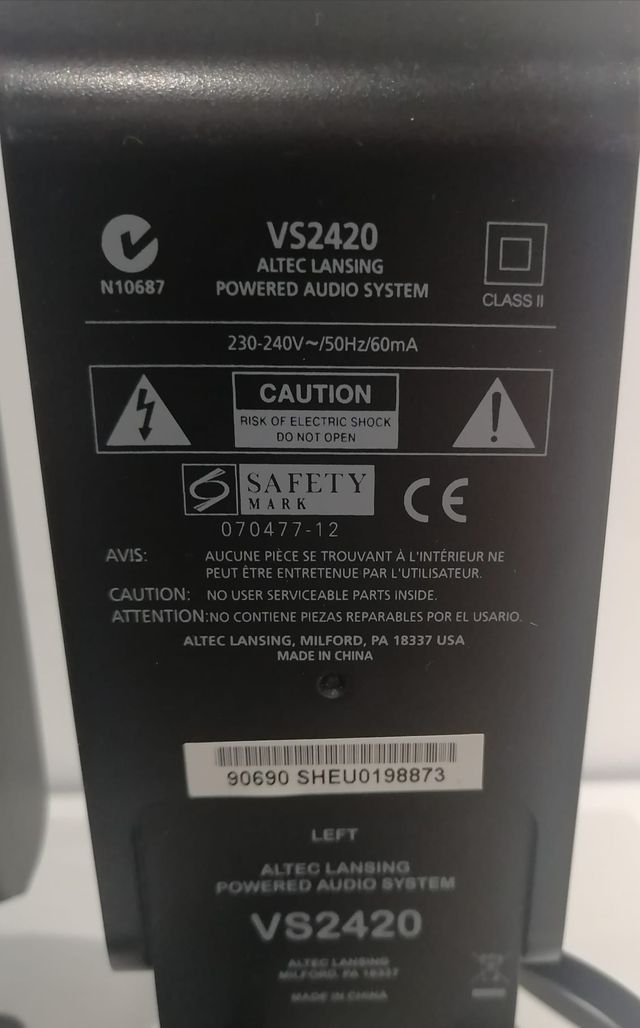 N10687
VS2420
ALTEC LANSING
POWERED AUDIO SYSTEM
CLASS II
230-240V~/50Hz/60mA
CAUTION
RISK OF ELECTRIC SHOCK
DO NOT OPEN
SAFETY
MARK
CE
070477-12
AVIS: AUCUNE PIÈCE SE TROUVANT À L'INTÉRIEUR NE
PEUT ÊTRE ENTRETENUE PAR L'UTILISATEUR.
CAUTION: NO USER SERVICEABLE PARTS INSIDE.
ATTENTION: NO CONTIENE PIEZAS REPARABLES POR EL USARIO.
ALTEC LANSING, MILFORD, PA 18337 USA
MADE IN CHINA
90690 SHEU0198873
LEFT
ALTEC LANSING
POWERED AUDIO SYSTEM
VS2420
ALTEC LANSING
MILFORD, PA 18337
MADE IN CHINA